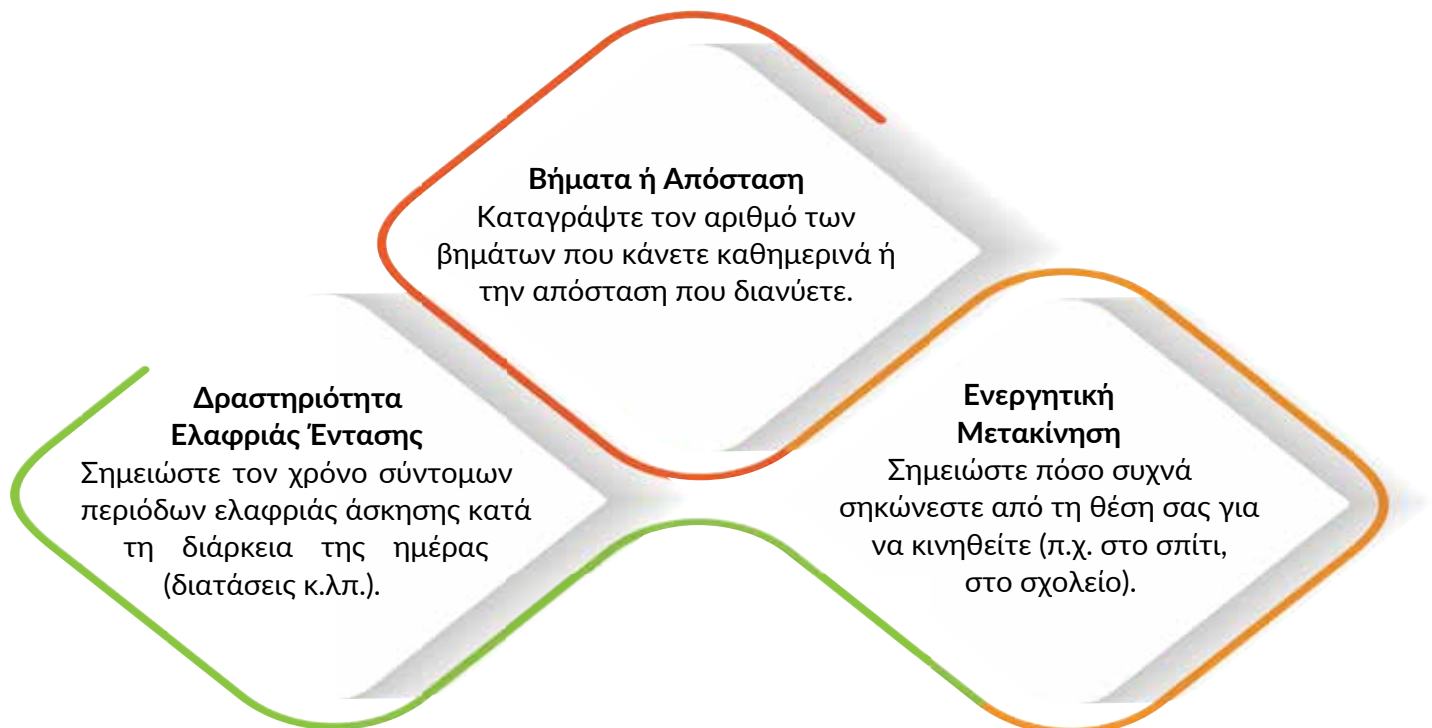 Βήματα ή Απόσταση
Καταγράψτε τον αριθμό των
βημάτων που κάνετε καθημερινά ή
την απόσταση που διανύετε.
Δραστηριότητα
Ελαφριάς Έντασης
Σημειώστε τον χρόνο σύντομων
περιόδων ελαφριάς άσκησης κατά
τη διάρκεια της ημέρας
(διατάσεις κ.λπ.).
Ενεργητική
Μετακίνηση
Σημειώστε πόσο συχνά
σηκώνεστε από τη θέση σας για
να κινηθείτε (π.χ. στο σπίτι,
στο σχολείο).